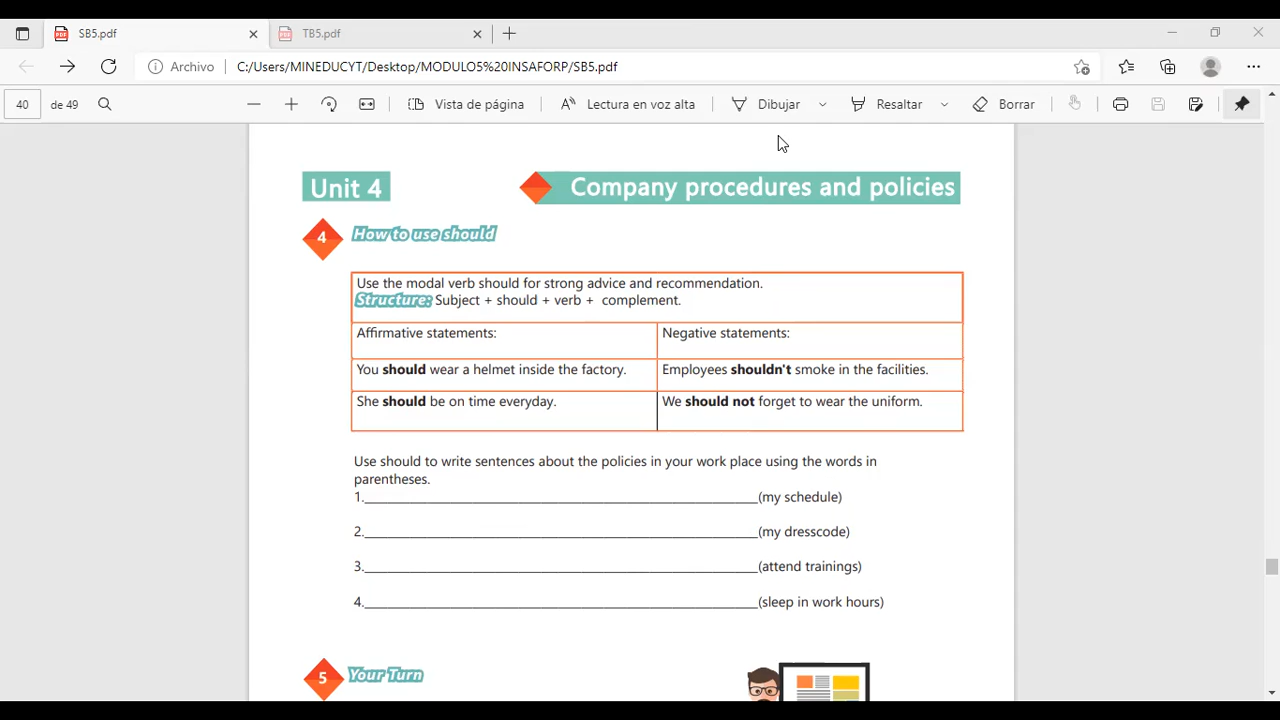 SB5.pdf
TB5.pdf
Archivo
C:/Users/MINEDUCYT/Desktop/MODULO5%20INSAFORP/SB5.pdf
40 de 49
Vista de página
Lectura en voz alta
Dibujar
Resaltar
Borrar
Unit 4
Company procedures and policies
4 How to use should
Use the modal verb should for strong advice and recommendation.
Structure: Subject + should + verb + complement.
Affirmative statements:
Negative statements:
You should wear a helmet inside the factory.
Employees shouldn't smoke in the facilities.
She should be on time everyday.
We should not forget to wear the uniform.
Use should to write sentences about the policies in your work place using the words in
parentheses.
1.__________________________________________________(my schedule)
2.__________________________________________________(my dresscode)
3.__________________________________________________(attend trainings)
4.__________________________________________________(sleep in work hours)
5 Your Turn